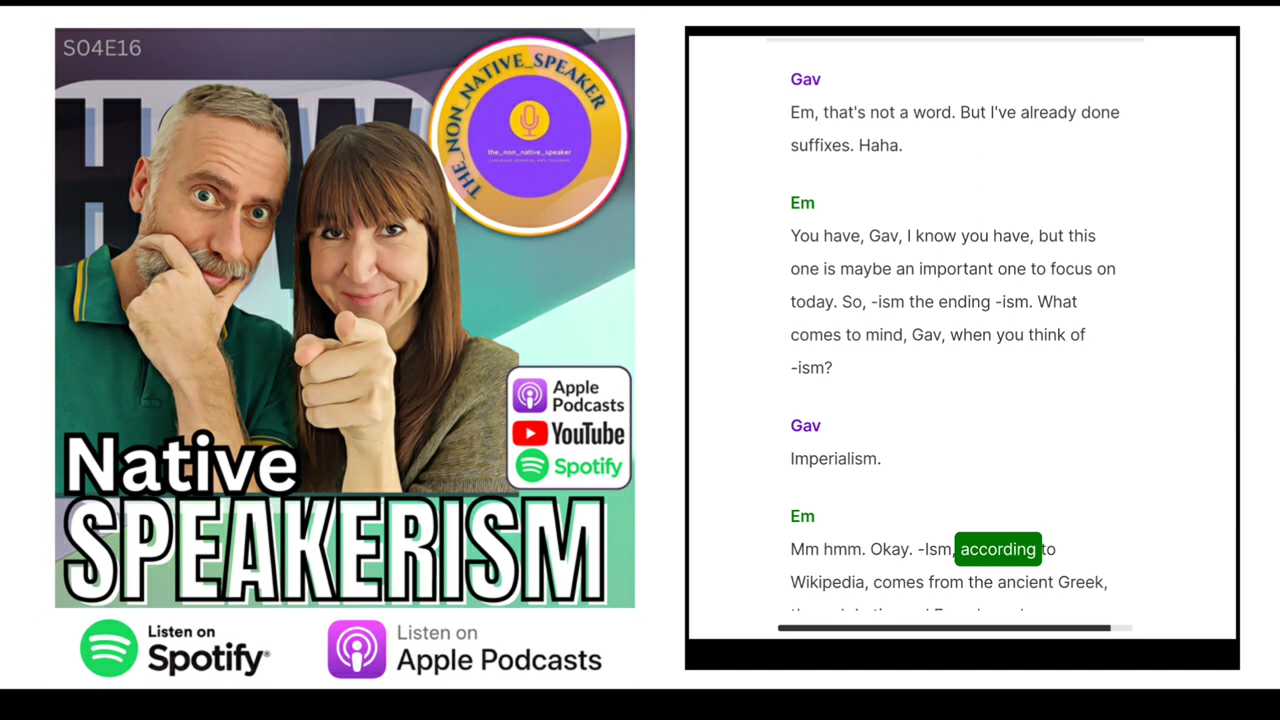 S04E16
THE_NON_NATIVE_SPEAKER
the_non_native_speaker
Native
SPEAKERISM
Apple
Podcasts
YouTube
Spotify
Listen on
Spotify®
Listen on
Apple Podcasts
Gav
Em, that's not a word. But I've already done
suffixes. Haha.
Em
You have, Gav, I know you have, but this
one is maybe an important one to focus on
today. So, -ism the ending -ism. What
comes to mind, Gav, when you think of
-ism?
Gav
Imperialism.
Em
Mm hmm. Okay. -Ism, according to
Wikipedia, comes from the ancient Greek,